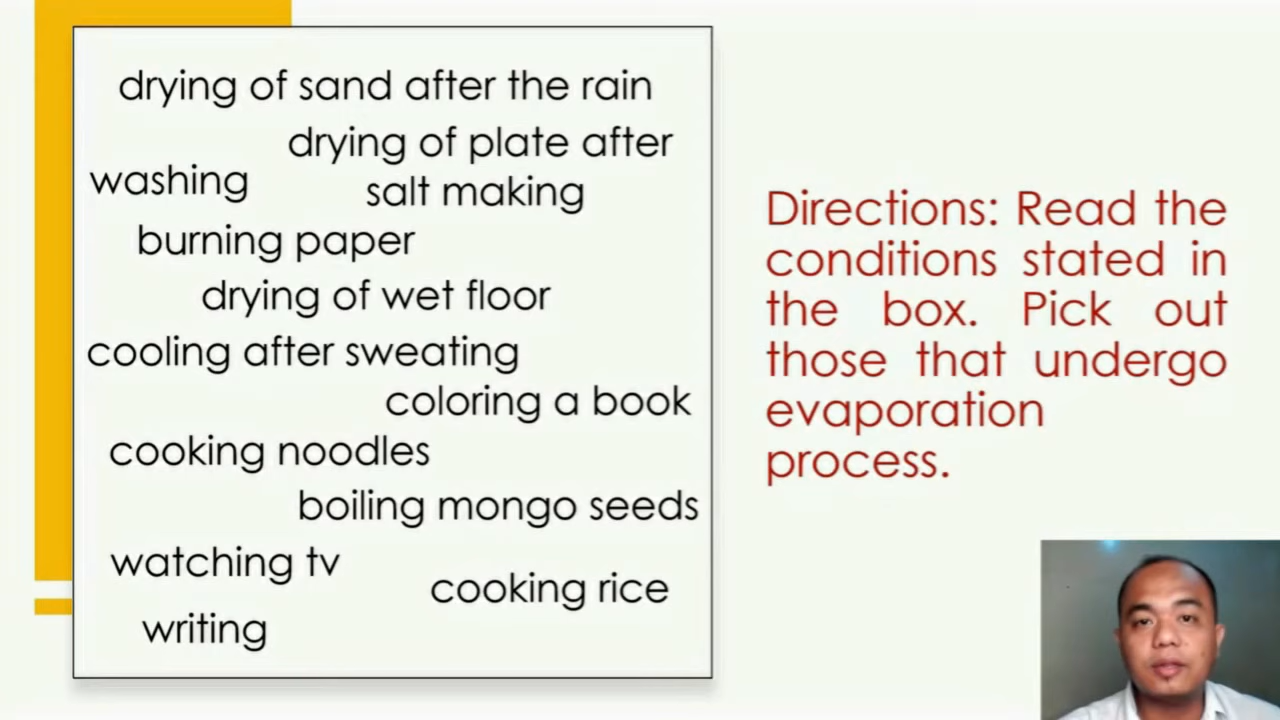 drying of sand after the rain
drying of plate after
washing
salt making
burning paper
drying of wet floor
cooling after sweating
coloring a book
cooking noodles
boiling mongo seeds
watching tv
cooking rice
writing
Directions: Read the
conditions stated in
the box. Pick out
those that undergo
evaporation
process.